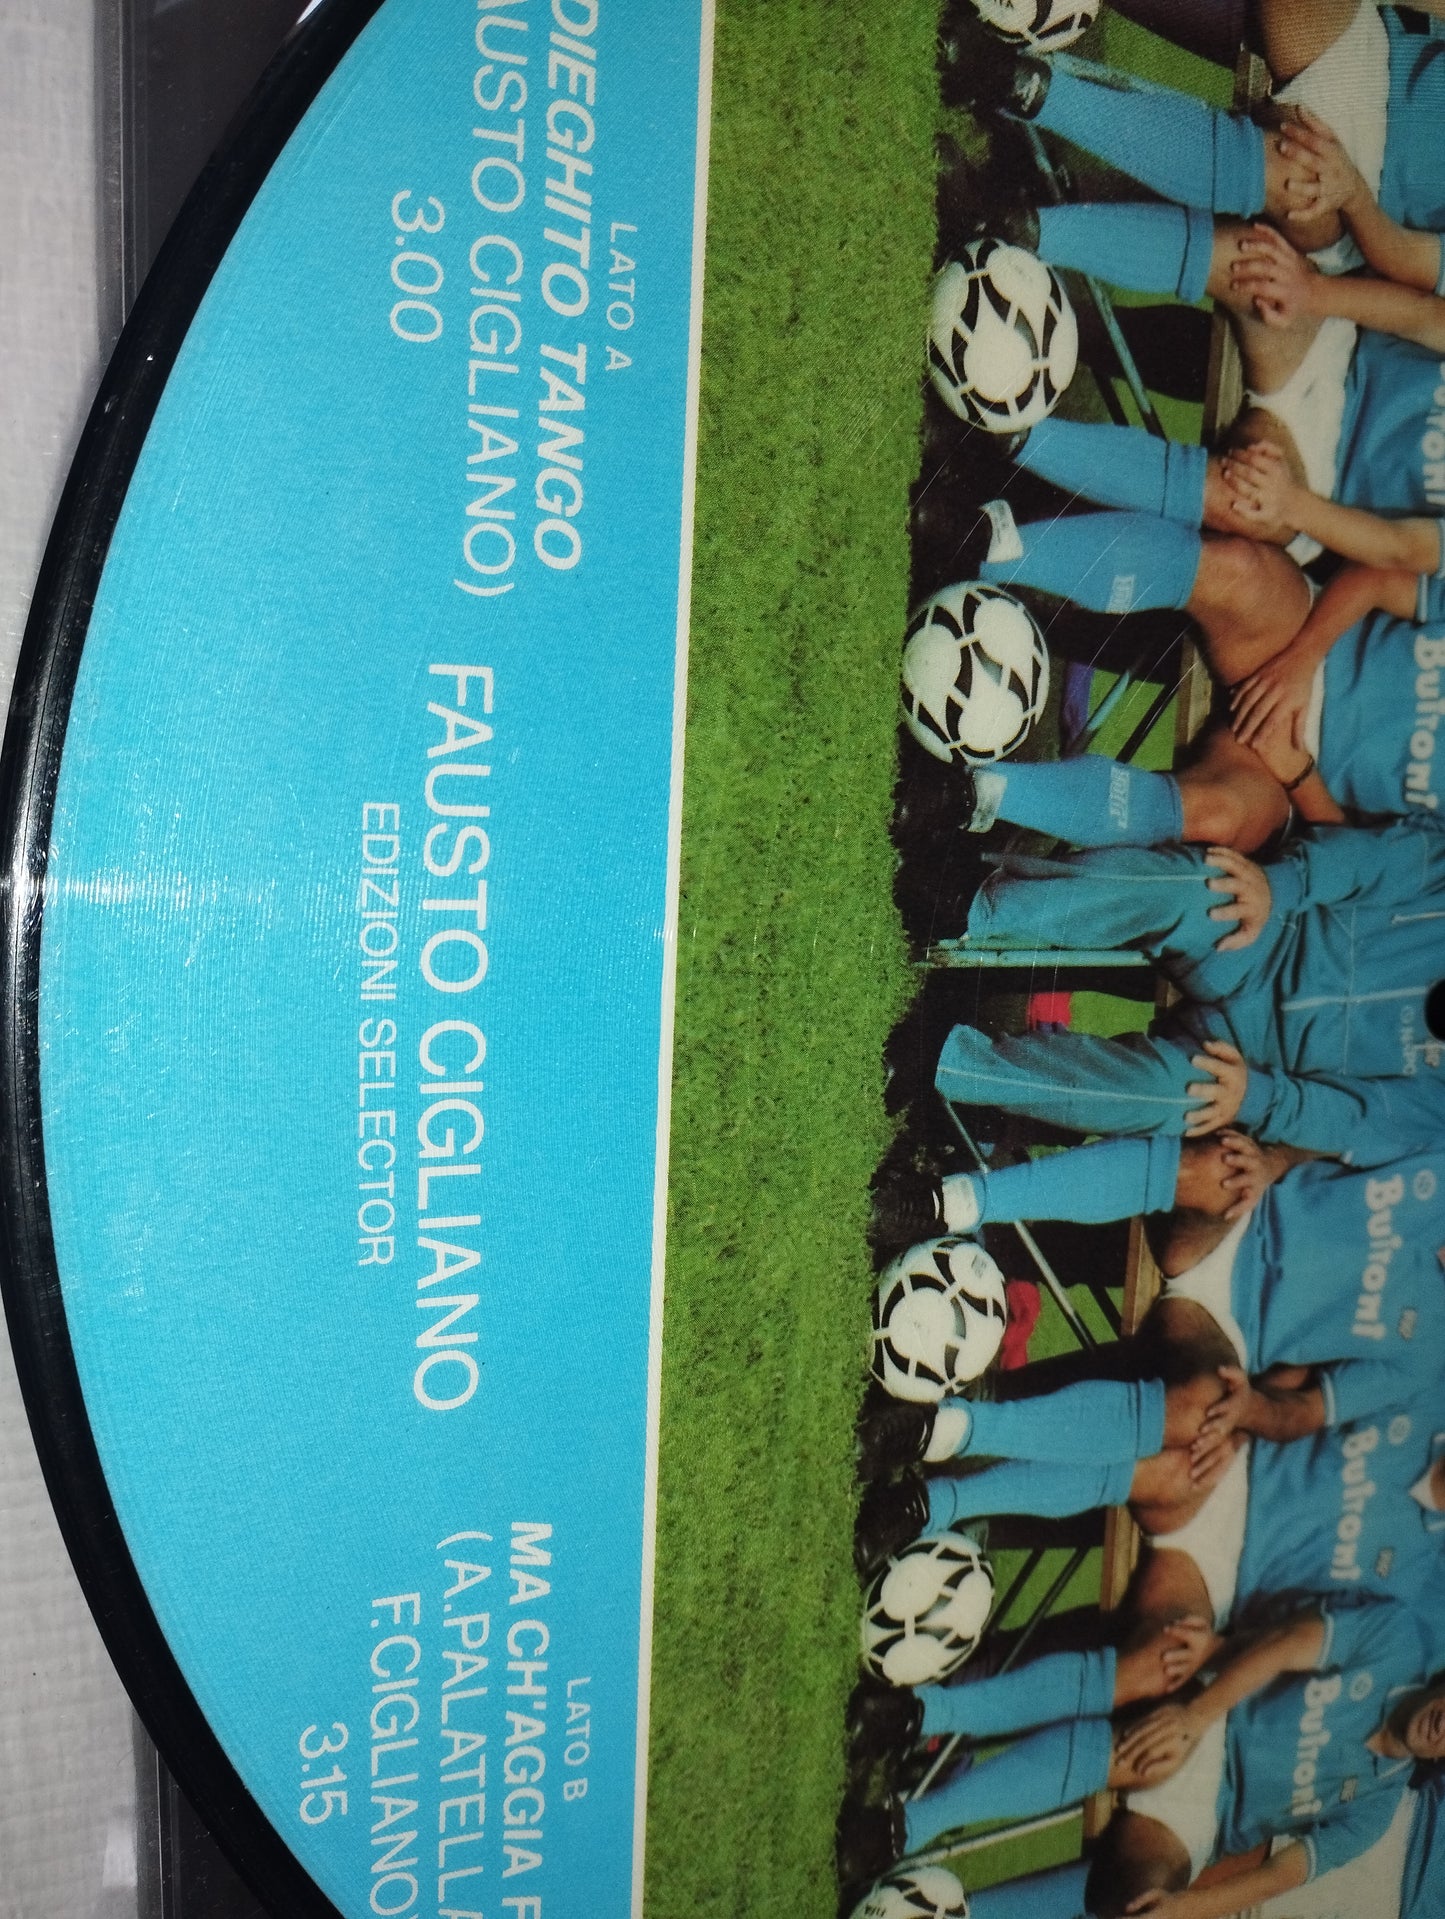 LATO A
DIEGHITO TANGO
CIGLIANO)
3.00
FAUSTO CIGLIANO
EDIZIONI SELECTOR
LATO B
MA CH'AGGIA
(A.PALATELLA
F.CIGLIANO
3.15
Buitoni
Buitoni
Buitoni
Buitoni